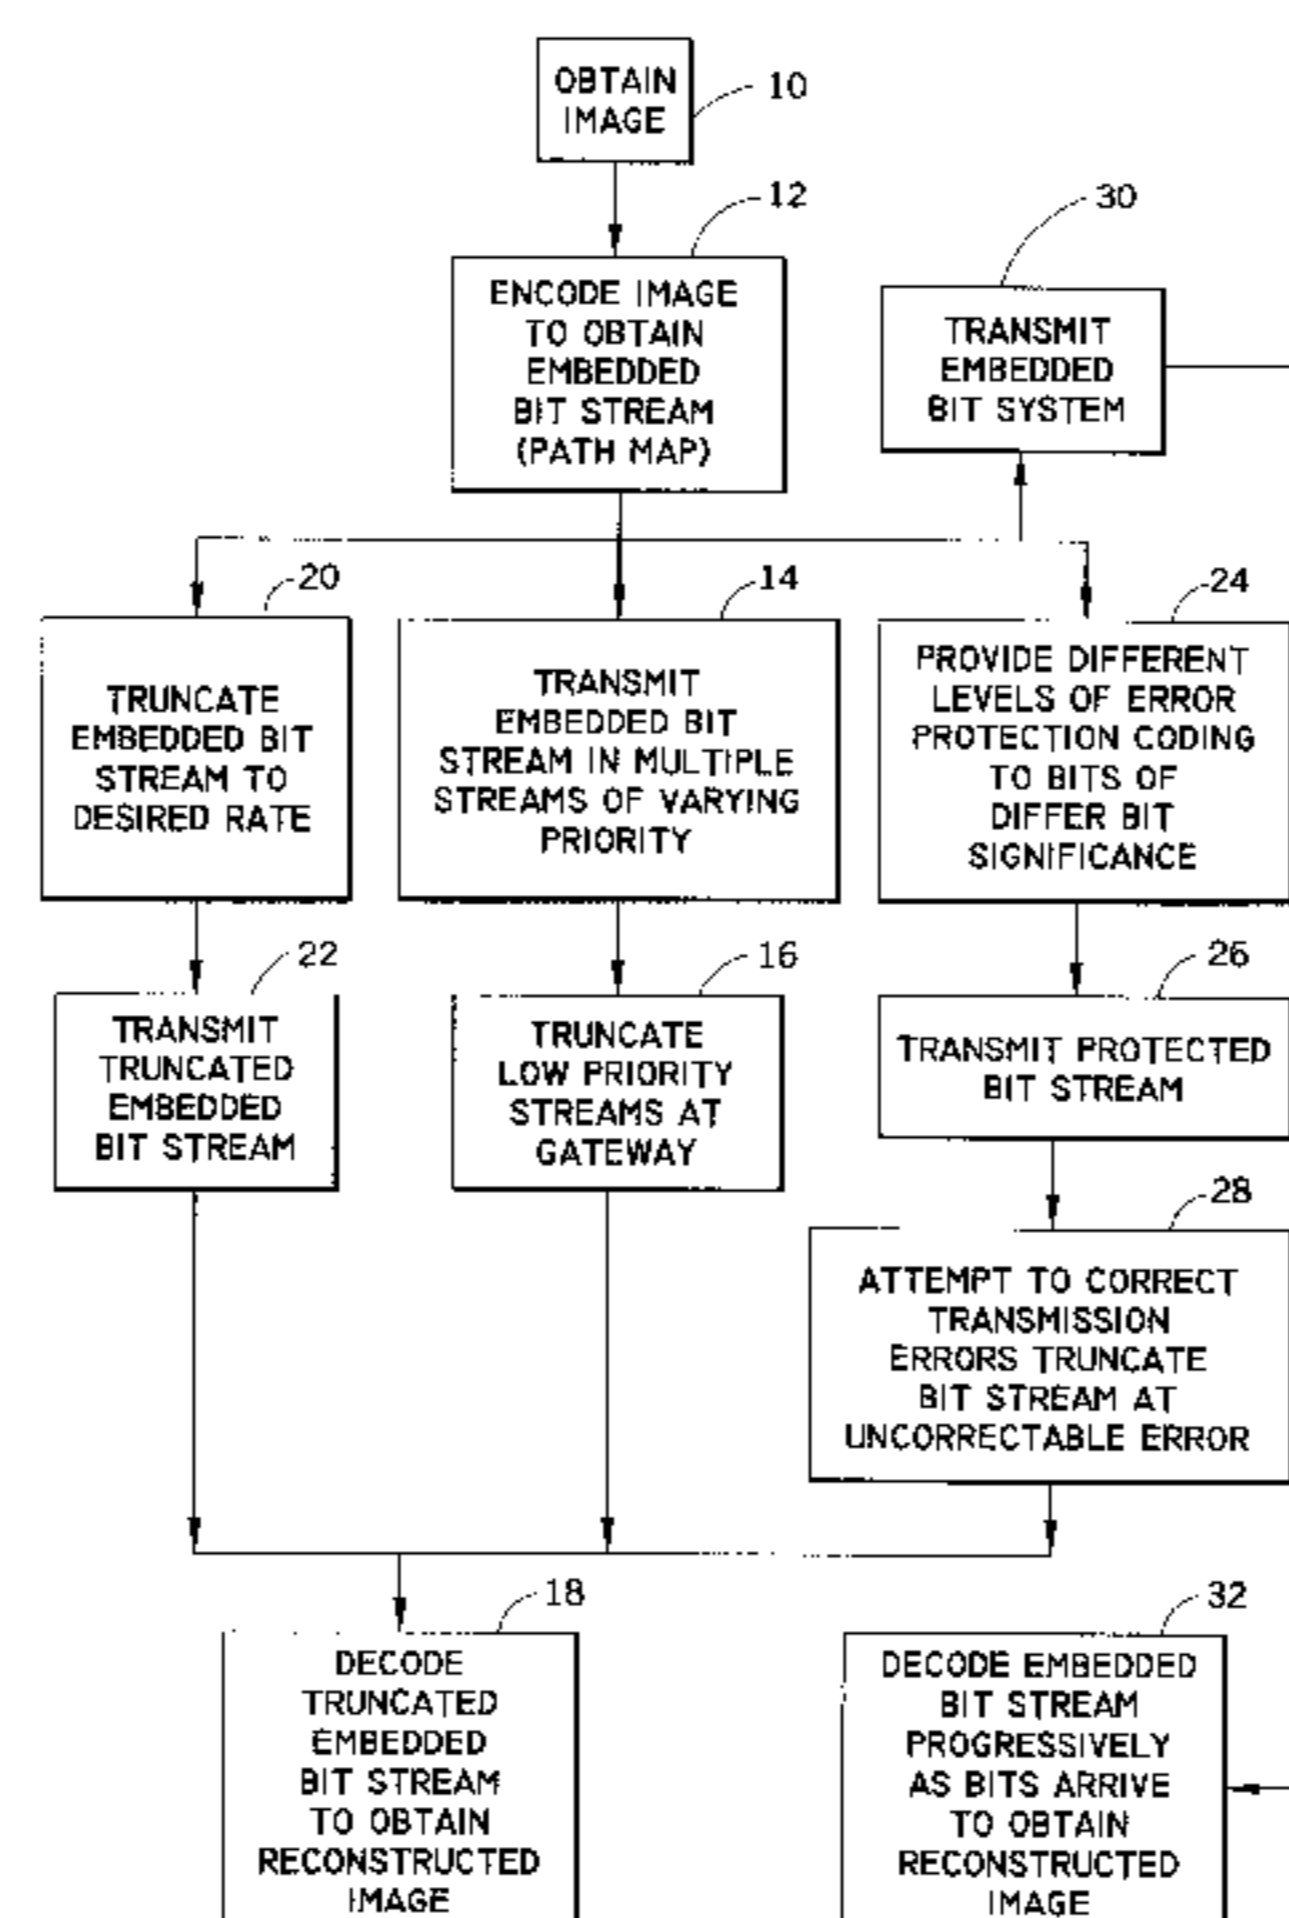 OBTAIN
IMAGE
10
12
ENCODE IMAGE
TO OBTAIN
EMBEDDED
BIT STREAM
(PATH MAP)
30
TRANSMIT
EMBEDDED
BIT SYSTEM
20
TRUNCATE
EMBEDDED BIT
STREAM TO
DESIRED RATE
14
TRANSMIT
EMBEDDED BIT
STREAM IN MULTIPLE
STREAMS OF VARYING
PRIORITY
24
PROVIDE DIFFERENT
LEVELS OF ERROR
PROTECTION CODING
TO BITS OF
DIFFER BIT
SIGNIFICANCE
22
TRANSMIT
TRUNCATED
EMBEDDED
BIT STREAM
16
TRUNCATE
LOW PRIORITY
STREAMS AT
GATEWAY
26
TRANSMIT PROTECTED
BIT STREAM
28
ATTEMPT TO CORRECT
TRANSMISSION
ERRORS TRUNCATE
BIT STREAM AT
UNCORRECTABLE ERROR
18
DECODE
TRUNCATED
EMBEDDED
BIT STREAM
TO OBTAIN
RECONSTRUCTED
IMAGE
32
DECODE EMBEDDED
BIT STREAM
PROGRESSIVELY
AS BITS ARRIVE
TO OBTAIN
RECONSTRUCTED
IMAGE